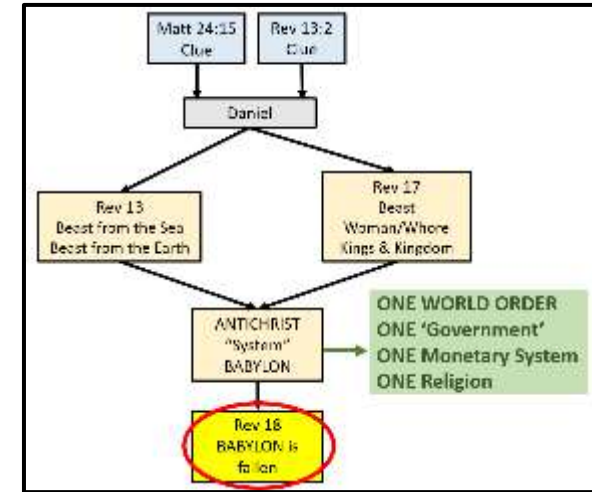 Matt 24:15
Clue
Rev 13:2
Clue
Daniel
Rev 13
Beast from the Sea
Beast from the Earth
Rev 17
Beast
Woman/Whore
Kings & Kingdom
ANTICHRIST
"System"
BABYLON
ONE WORLD ORDER
ONE 'Government'
ONE Monetary System
ONE Religion
Rev 18
BABYLON is
fallen